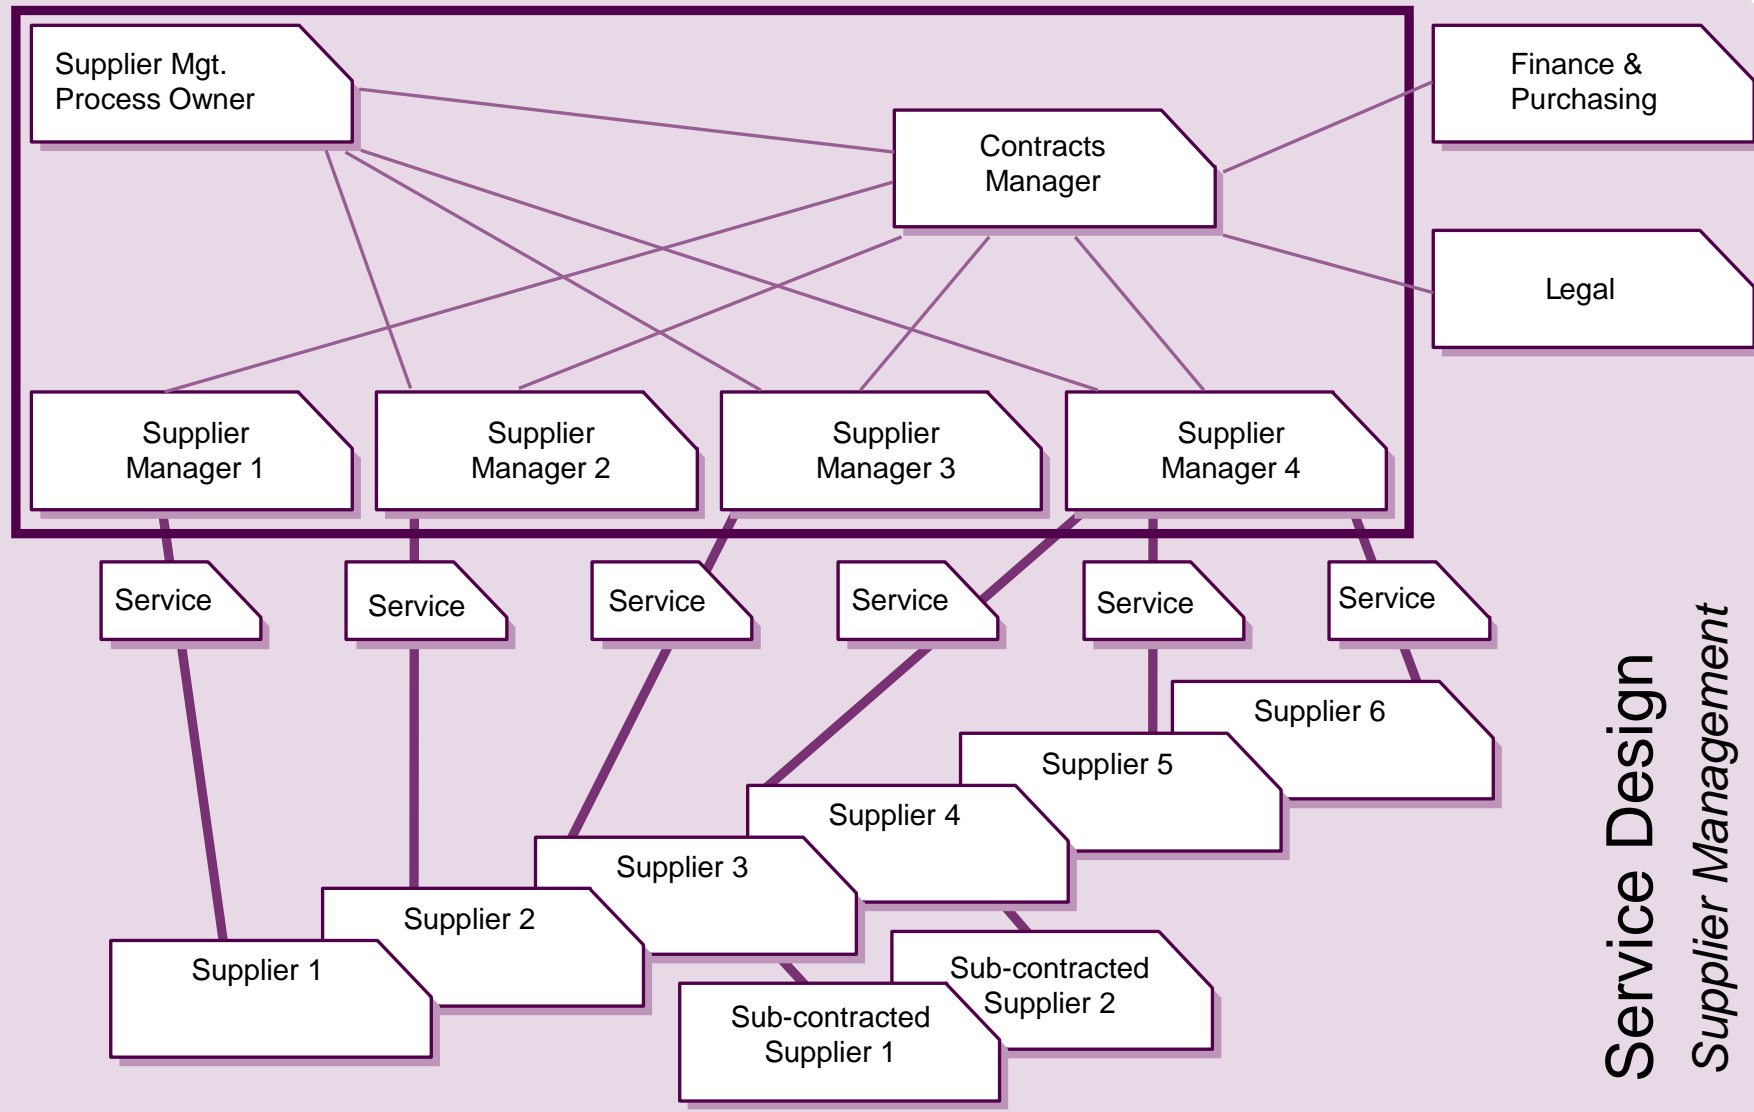 Supplier Mgt.
Process Owner
Finance &
Purchasing
Contracts
Manager
Legal
Supplier
Manager 1
Supplier
Manager 2
Supplier
Manager 3
Supplier
Manager 4
Service
Service
Service
Service
Service
Service
Supplier 6
Supplier 5
Supplier 4
Supplier 3
Supplier 2
Supplier 1
Sub-contracted
Supplier 2
Sub-contracted
Supplier 1
Service Design
Supplier Management